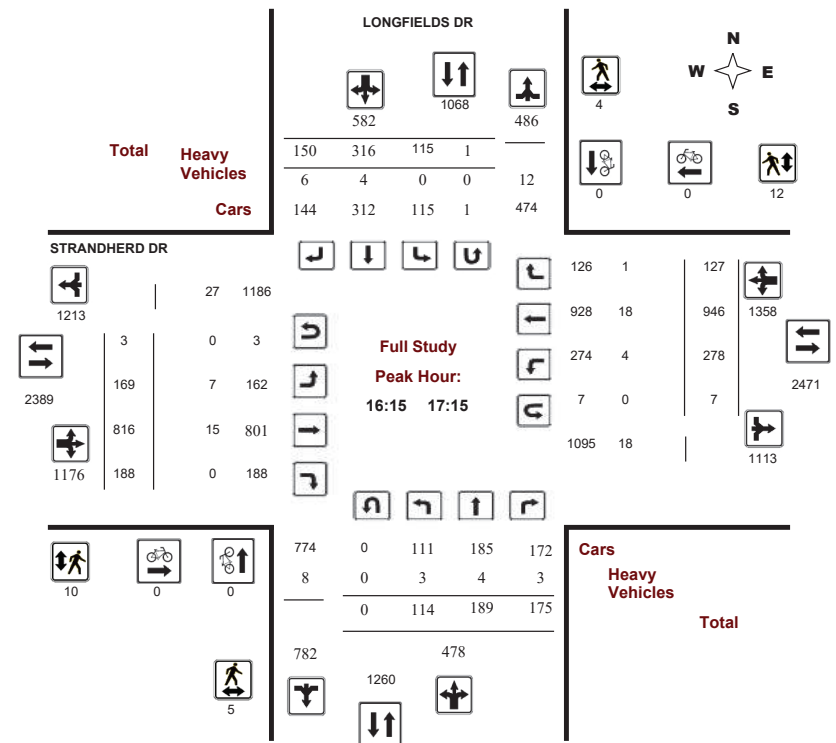 LONGFIELDS DR
N
W E
S
1068
4
582 486
Total Heavy Vehicles
Cars
150 316 115 1
6 4 0 0 12
144 312 115 1 474
0 0 12
STRANDHERD DR
1213
27 1186
126 1 127
1358
928 18 946
3 0 3
274 4 278
2389
169 7 162
7 0 7
2471
816 15 801
1095 18
1113
1176
188 0 188
Full Study
Peak Hour:
16:15 17:15
774 0 111 185 172
8 0 3 4 3
0 114 189 175
Cars
Heavy
Vehicles
Total
10 0 0
782 478
1260
5